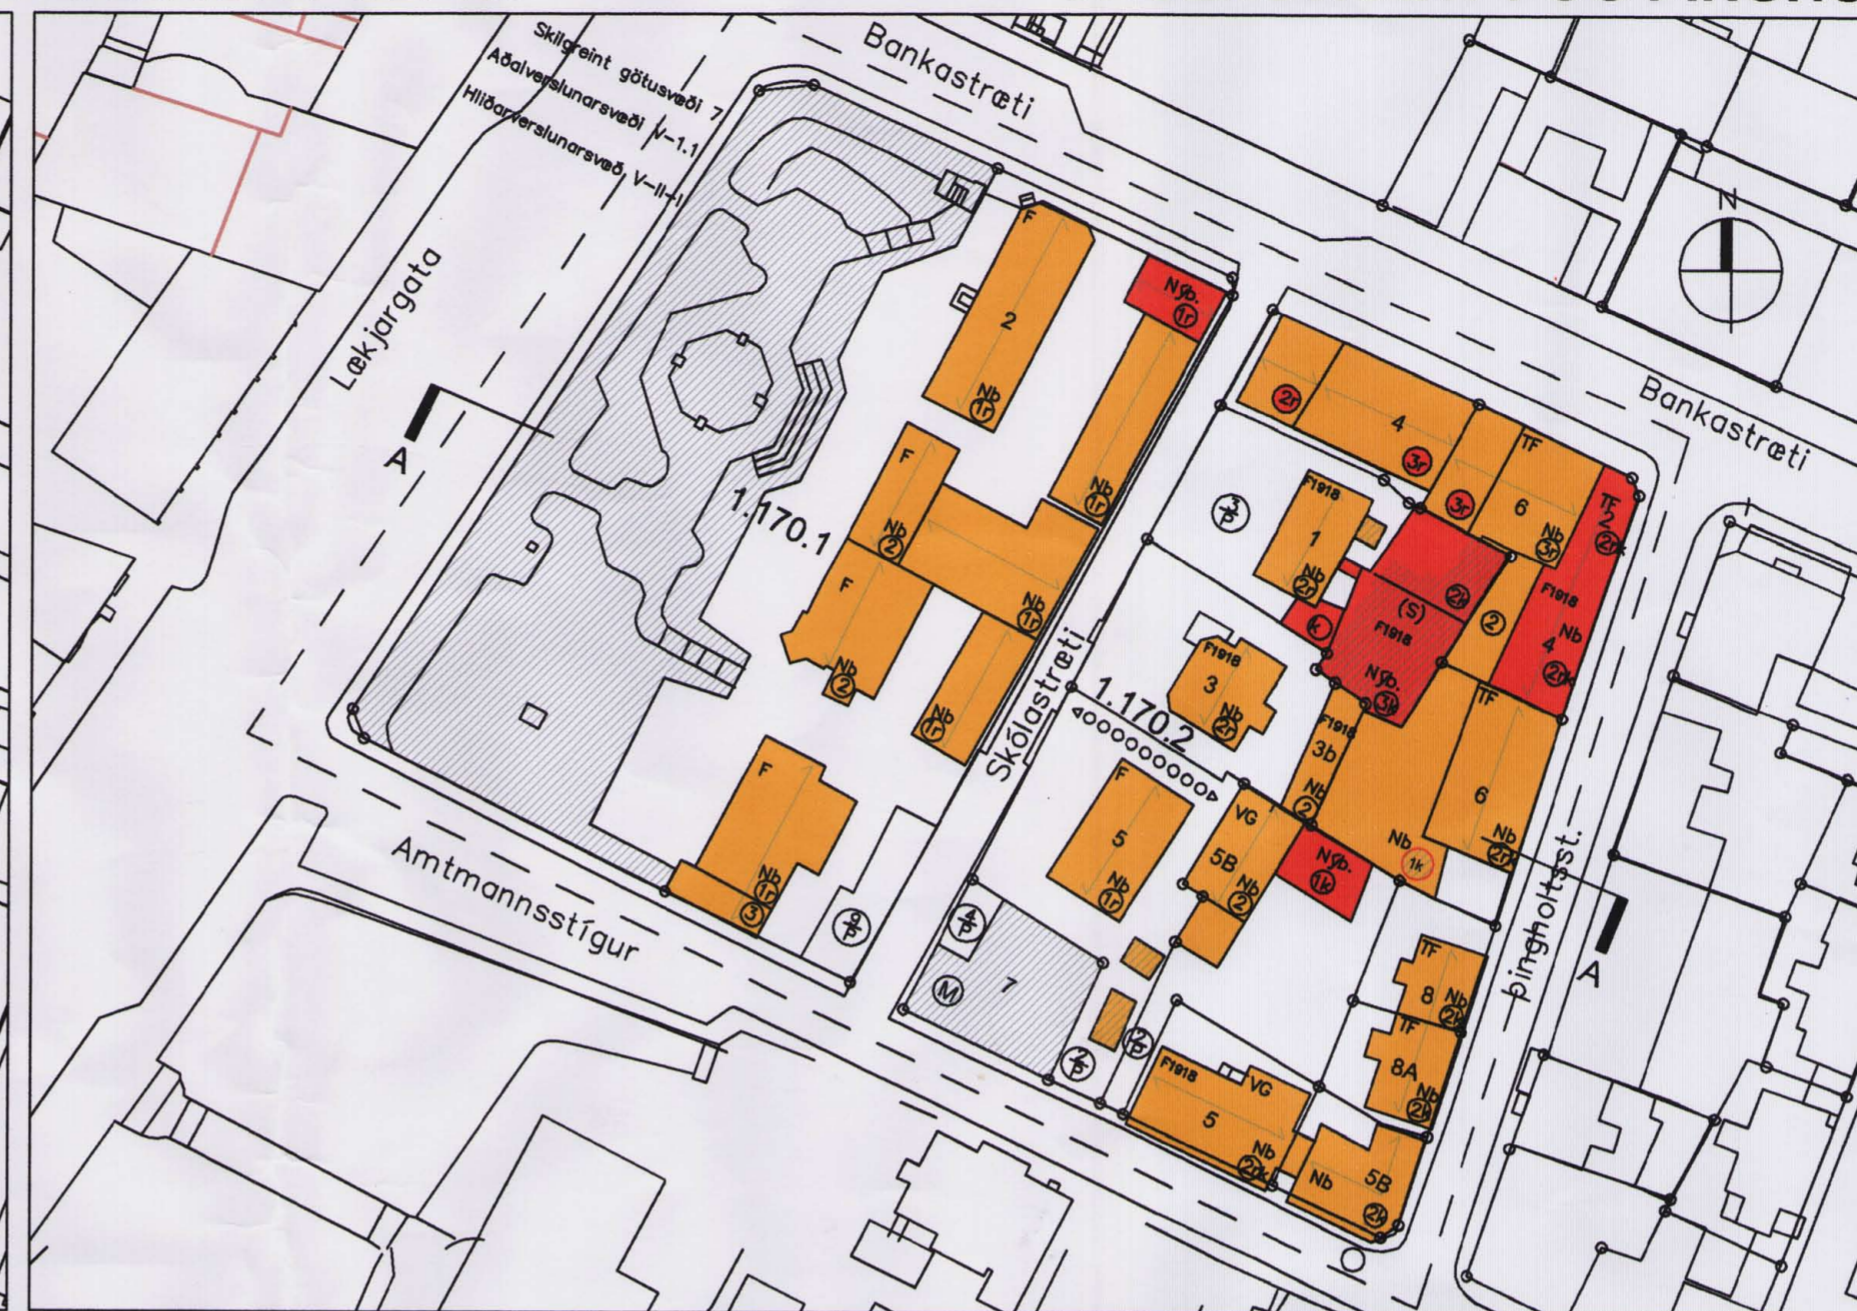 Skilgreint götusvæði 7
Aðalverslunarsvæði V-1.1
Hliðarverslunarsvæði V-II-1
Bankastræti
Lækjargata
N
A
F
2
Nb
1r
Nýb.
1r
Nb
1r
F
Nb
2
1.170.1
F
Nb
2
Nb
1r
Nb
1r
F
Nb
1r
3
Amtmannsstígur
Skólastræti
Bankastræti
2r
4
3r
3r
TF
6
Nb
3r
TF
2
2rk
F1918
1
Nb
2r
2k
(S)
F1918
Nýb.
3k
k
2
F1918
Nb
4
2rk
F1918
3
Nb
2r
1.170.2
F1918
3b
Nb
2
TF
6
Nb
2r
Nb
1k
F
5
Nb
1r
VG
5B
Nb
2
Nýb.
1k
Þingholtsst.
A
M
7
TF
8
Nb
2k
TF
8A
Nb
2k
F1918
VG
5
Nb
2rk
Nb
5B
2k